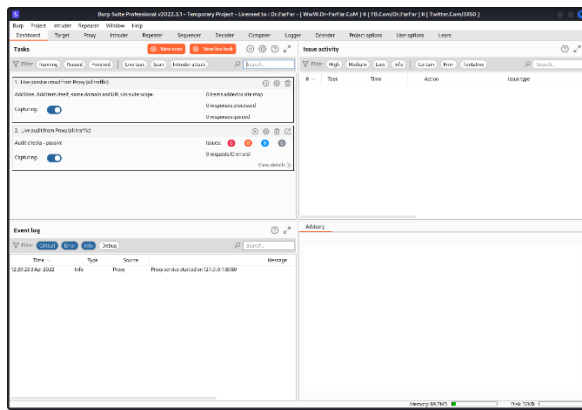 Burp Suite Professional v2022.3.1 - Temporary Project - Licensed to :: Dr.FarFar - [ WwW.Dr-FarFar.CoM ] || [ FB.Com/Dr.FarFar ] || [ Twitter.Com/3XS0 ]
Burp Project Intruder Repeater Window Help
Dashboard Target Proxy Intruder Repeater Sequencer Decoder Comparer Logger Extender Project options User options Learn
Tasks
New scan
New live task
Filter Running Paused Finished Live task Scan Intruder attack Search...
1. Live passive crawl from Proxy (all traffic)
Add links. Add item itself, same domain and URLs in suite scope.
0 items added to site map
0 responses processed
0 responses queued
Capturing:
2. Live audit from Proxy (all traffic)
Audit checks - passive
Issues: 0 0 0 0
0 requests (0 errors)
Capturing:
View details
Issue activity
Filter High Medium Low Info Certain Firm Tentative Search...
# Task Time Action Issue type
Event log
Filter Critical Error Info Debug Search...
Time Type Source Message
Info Proxy Proxy service started on 127.0.0.1:8080
Advisory
Memory: 89.7MB
Disk: 32KB